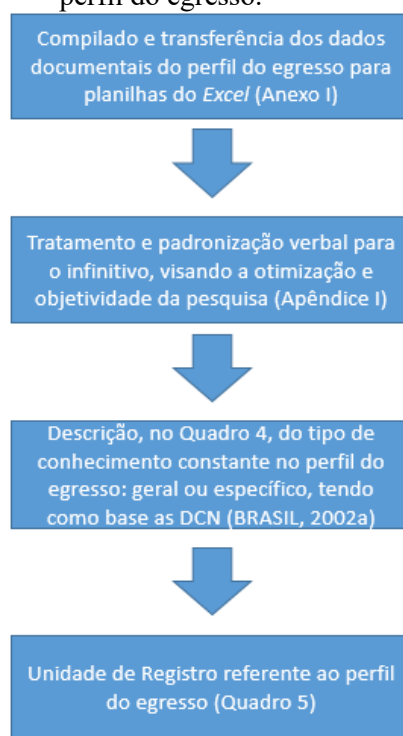 perfil do egresso.
Compilado e transferência dos dados
documentais do perfil do egresso para
planilhas do Excel (Anexo I)
Tratamento e padronização verbal para
o infinitivo, visando a otimização e
objetividade da pesquisa (Apêndice I)
Descrição, no Quadro 4, do tipo de
conhecimento constante no perfil do
egresso: geral ou específico, tendo
como base as DCN (BRASIL, 2002a)
Unidade de Registro referente ao perfil
do egresso (Quadro 5)